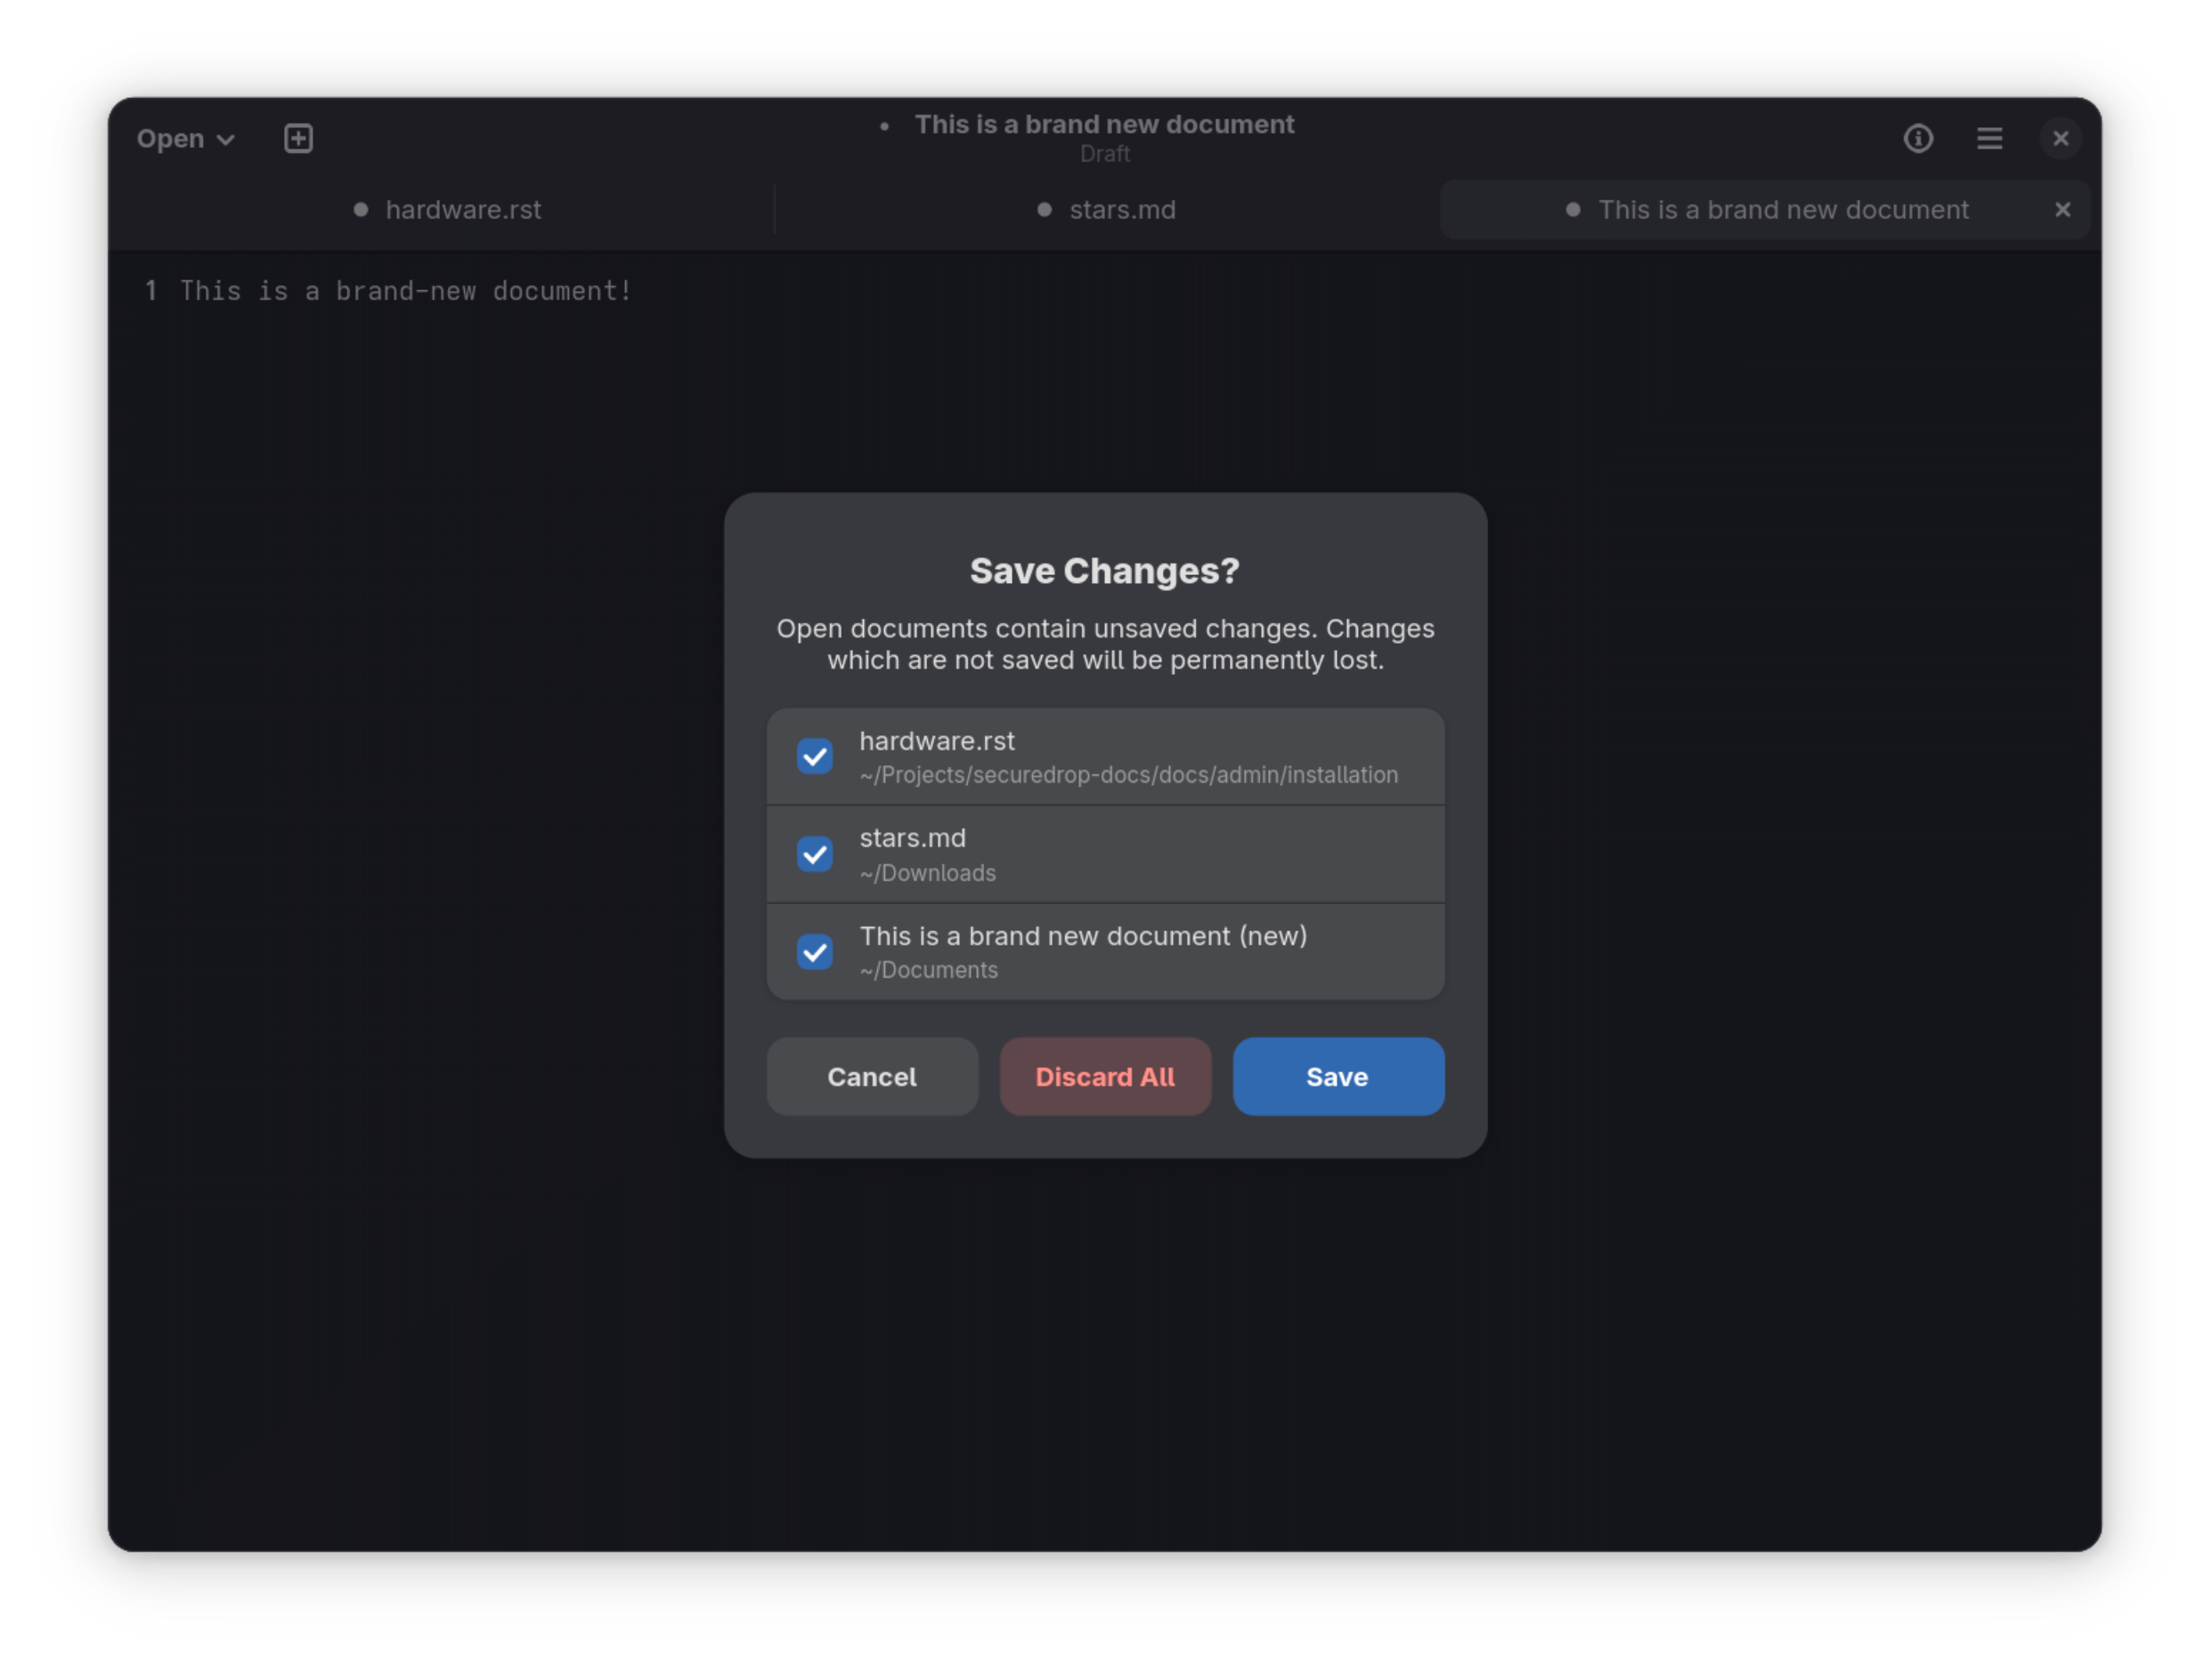 Open
• This is a brand new document
Draft
hardware.rst
stars.md
This is a brand new document
1 This is a brand-new document!
Save Changes?
Open documents contain unsaved changes. Changes
which are not saved will be permanently lost.
hardware.rst
~/Projects/securedrop-docs/docs/admin/installation
stars.md
~/Downloads
This is a brand new document (new)
~/Documents
Cancel
Discard All
Save